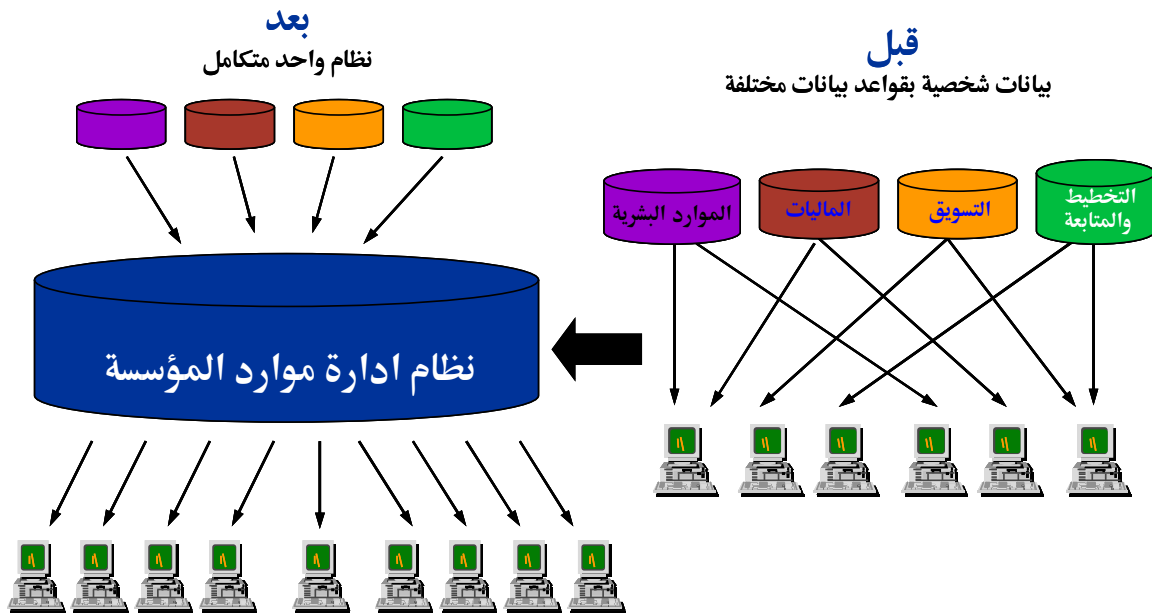 قبل
بيانات شخصية بقواعد بيانات مختلفة
التخطيط
والمتابعة
التسويق
الماليات
الموارد البشرية
بعد
نظام واحد متكامل
نظام ادارة موارد المؤسسة